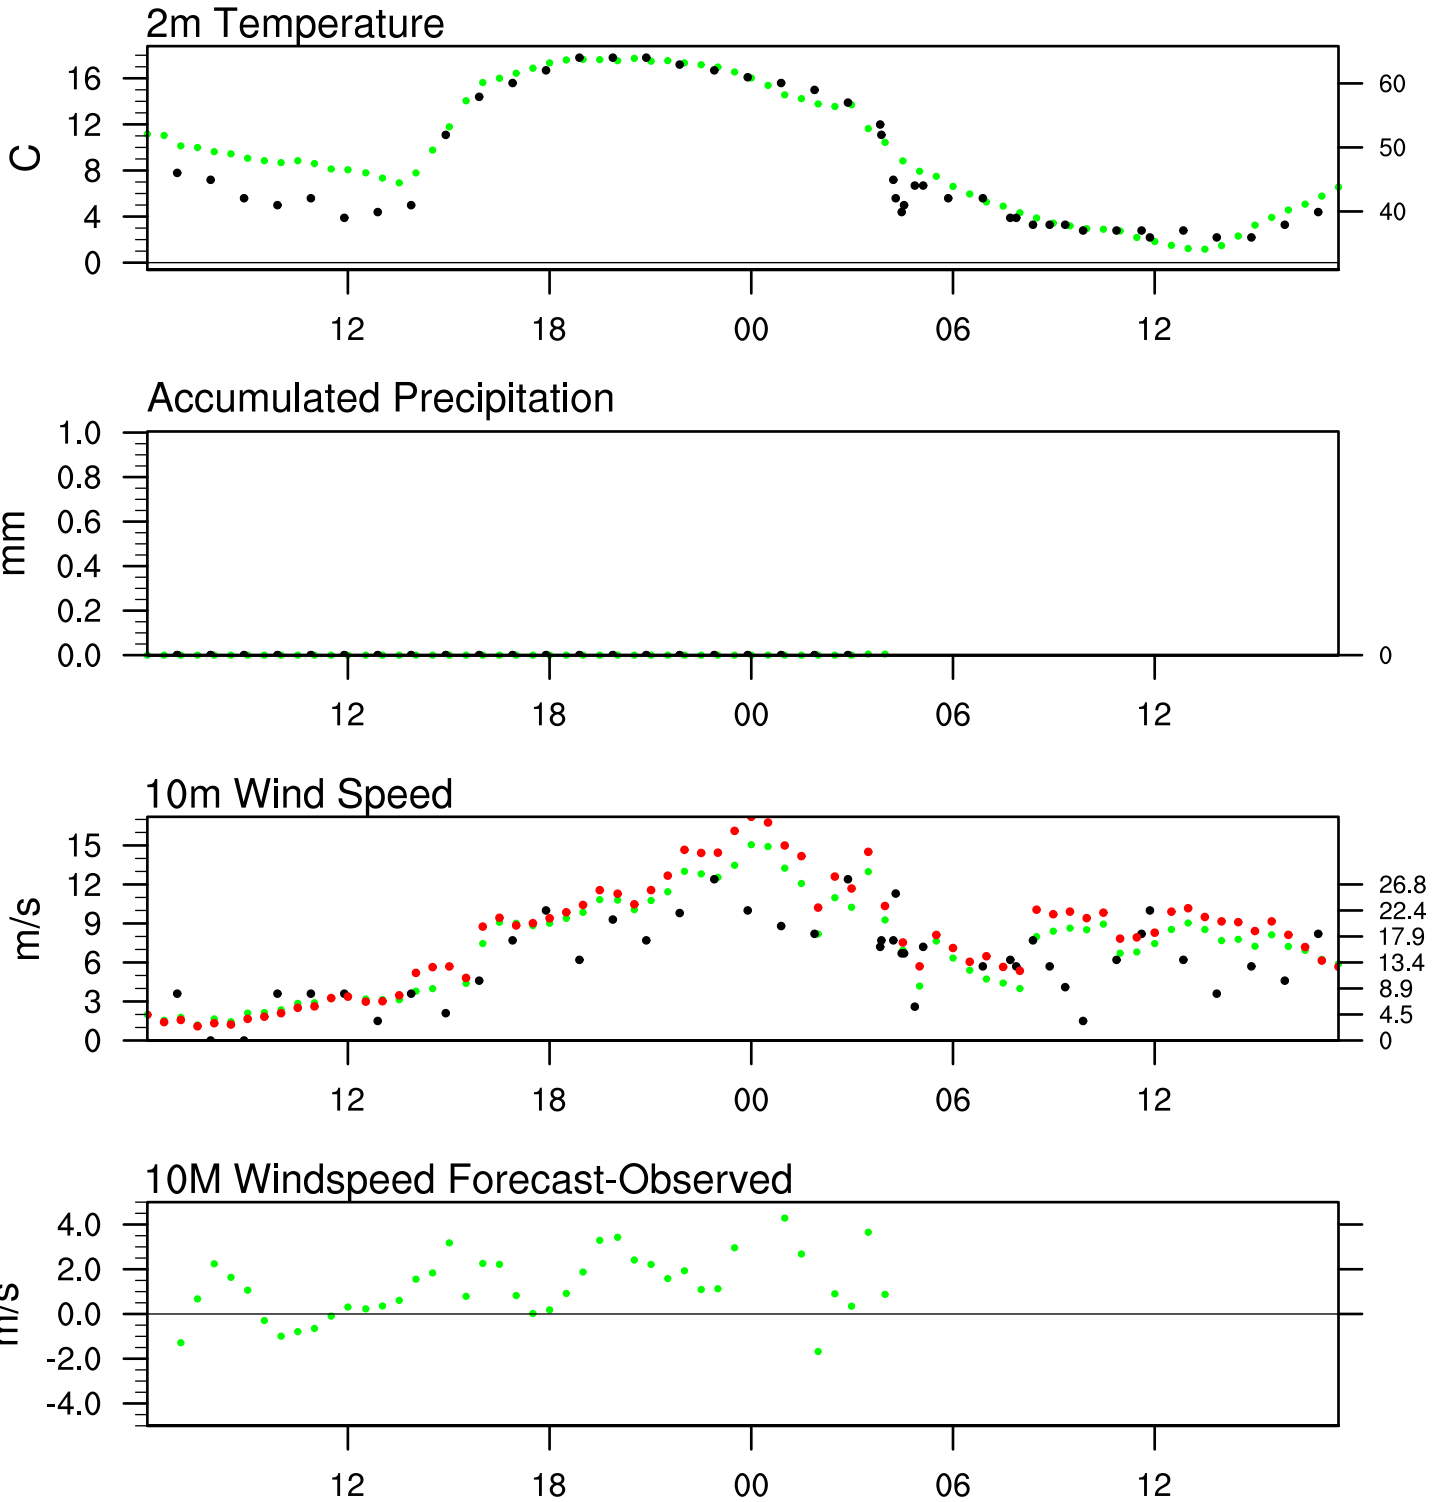 2m Temperature
16
12
8
4
0
C
60
50
40
12 18 00 06 12
Accumulated Precipitation
1.0
0.8
0.6
0.4
0.2
0.0
mm
0
12 18 00 06 12
10m Wind Speed
15
12
9
6
3
0
m/s
26.8
22.4
17.9
13.4
8.9
4.5
0
12 18 00 06 12
10M Windspeed Forecast-Observed
4.0
2.0
0.0
-2.0
-4.0
m/s
12 18 00 06 12